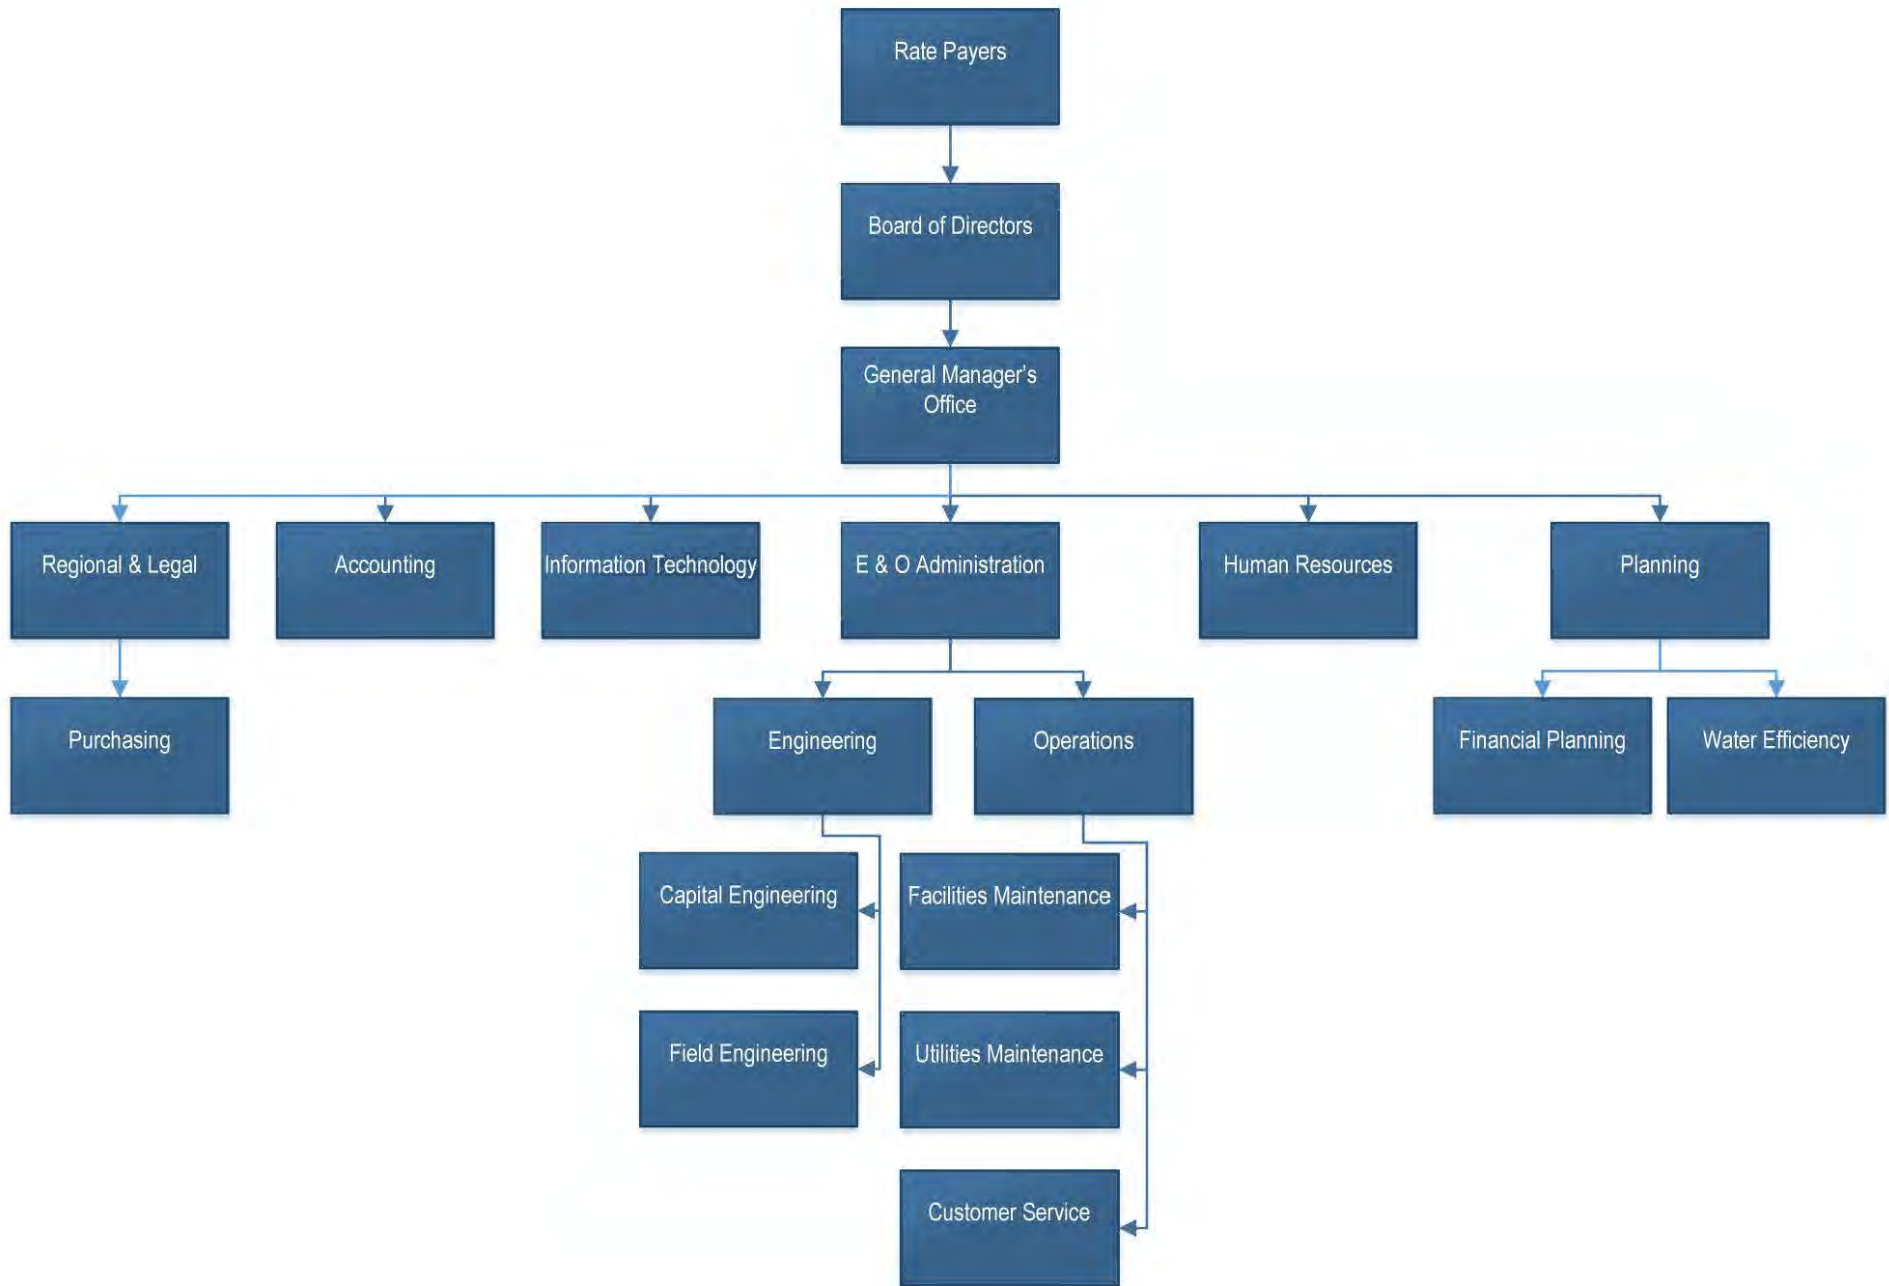 Rate Payers
Board of Directors
General Manager's
Office
Regional & Legal
Accounting
Information Technology
E & O Administration
Human Resources
Planning
Purchasing
Engineering
Operations
Financial Planning
Water Efficiency
Capital Engineering
Facilities Maintenance
Field Engineering
Utilities Maintenance
Customer Service